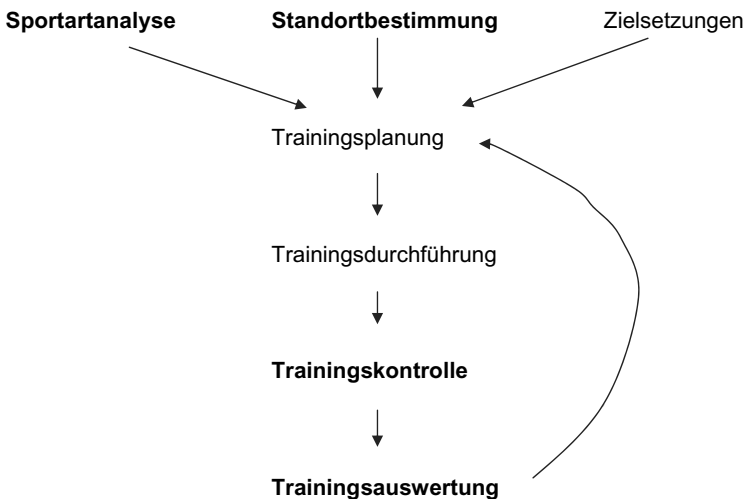 Sportartanalyse Standortbestimmung Zielsetzungen
Trainingsplanung
Trainingsdurchführung
Trainingskontrolle
Trainingsauswertung